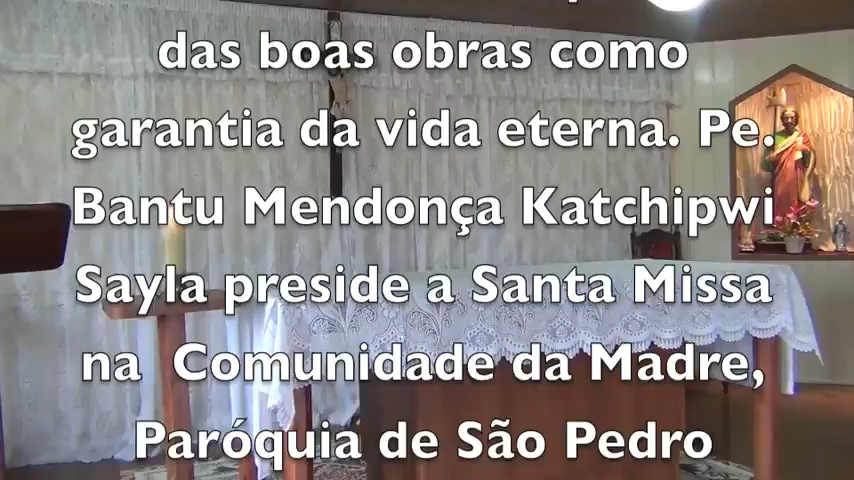 das boas obras como
garantia da vida eterna. Pe.
Bantu Mendonça Katchipwi
Sayla preside a Santa Missa
na Comunidade da Madre,
Paróquia de São Pedro